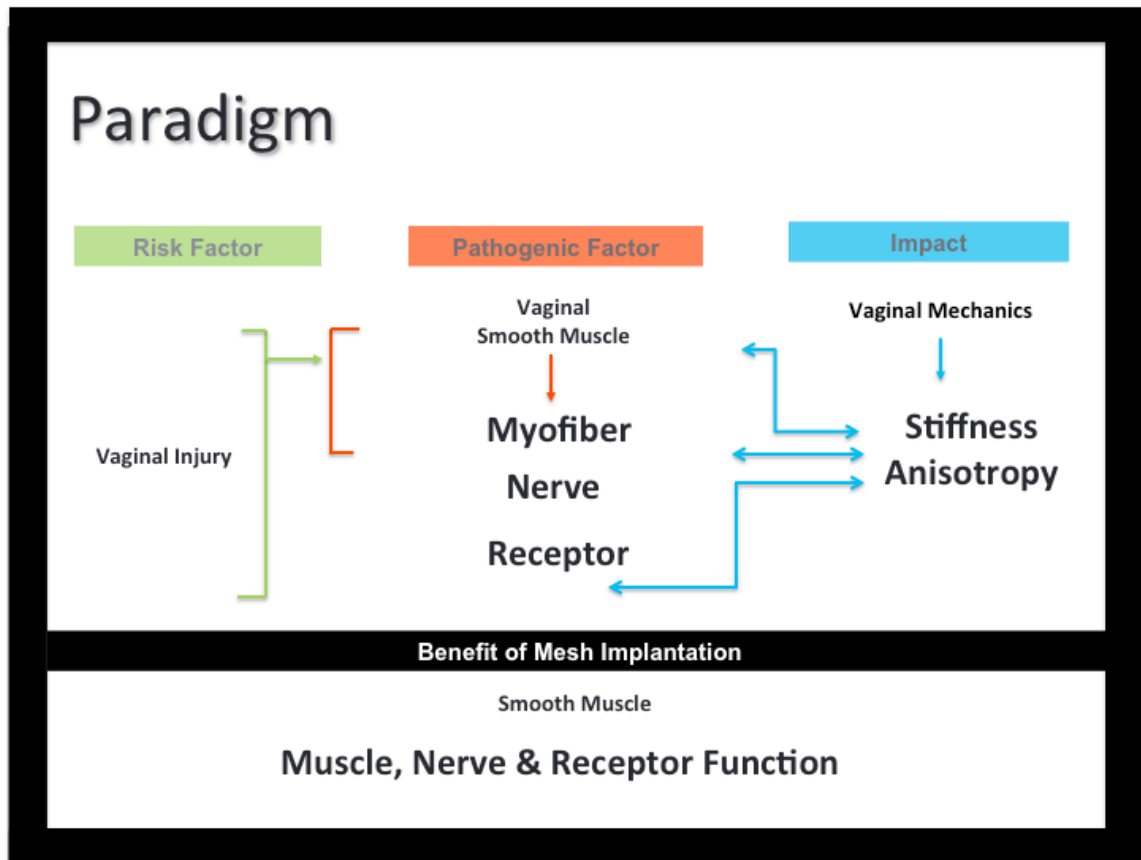 Paradigm
Risk Factor
Pathogenic Factor
Impact
Vaginal Injury
Vaginal
Smooth Muscle
Myofiber
Nerve
Receptor
Vaginal Mechanics
Stiffness
Anisotropy
Benefit of Mesh Implantation
Smooth Muscle
Muscle, Nerve & Receptor Function